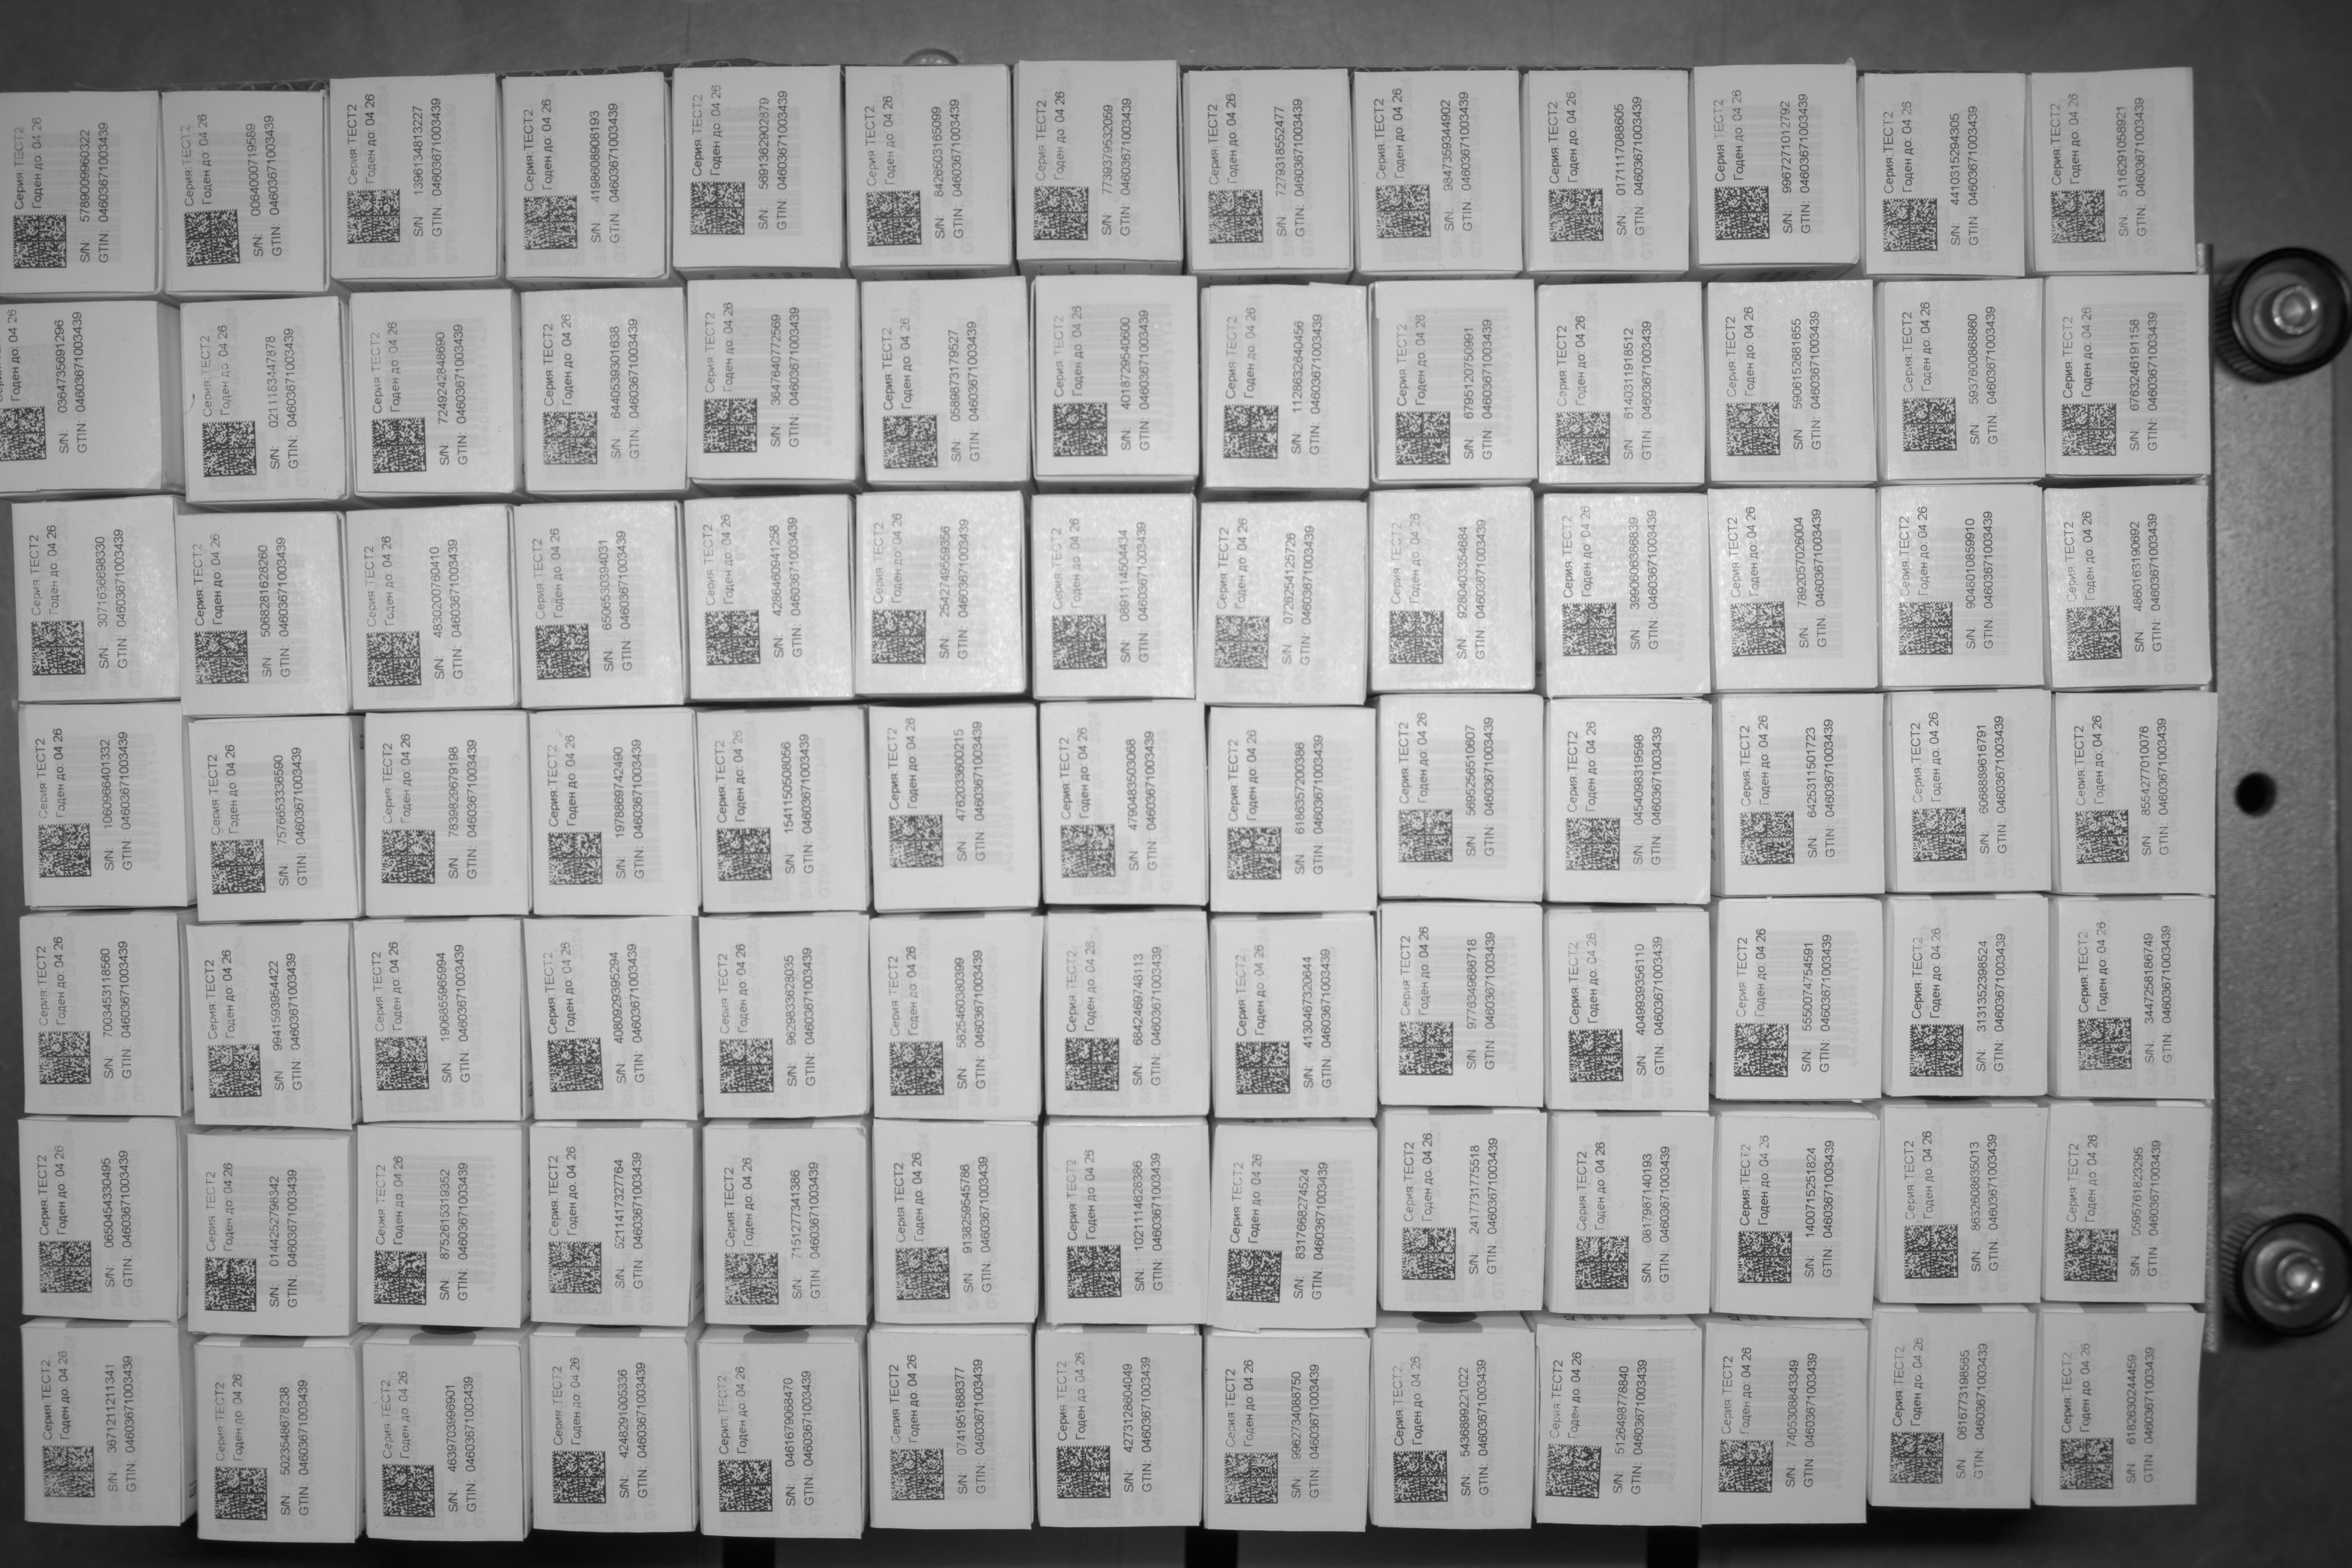 Серия ТЕСТ2
Годен до: 04 26
S/N: 578900960322
GTIN: 04603671003439
Серия ТЕСТ2
Годен до: 04 26
S/N: 0064000719589
GTIN: 04603671003439
Серия ТЕСТ2
Годен до: 04 26
S/N: 1396134813227
GTIN: 04603671003439
Серия ТЕСТ2
Годен до: 04 26
S/N: 4198608908193
GTIN: 04603671003439
Серия ТЕСТ2
Годен до: 04 26
S/N: 5691362902879
GTIN: 04603671003439
Серия ТЕСТ2
Годен до: 04 26
S/N: 8426503165099
GTIN: 04603671003439
Серия ТЕСТ2
Годен до: 04 26
S/N: 7739379532059
GTIN: 04603671003439
Серия ТЕСТ2
Годен до: 04 26
S/N: 7279318552477
GTIN: 04603671003439
Серия ТЕСТ2
Годен до: 04 26
S/N: 9847359344902
GTIN: 04603671003439
Серия ТЕСТ2
Годен до: 04 26
S/N: 0171117088605
GTIN: 04603671003439
Серия ТЕСТ2
Годен до: 04 26
S/N: 9967271012792
GTIN: 04603671003439
Серия ТЕСТ2
Годен до: 04 26
S/N: 4410315294305
GTIN: 04603671003439
Серия ТЕСТ2
Годен до: 04 26
S/N: 5116291058921
GTIN: 04603671003439
Годен до: 04 26
S/N: 0364735691296
GTIN: 04603671003439
Серия ТЕСТ2
Годен до: 04 26
S/N: 0211183447878
GTIN: 04603671003439
Серия ТЕСТ2
Годен до: 04 26
S/N: 7249242848690
GTIN: 04603671003439
Серия ТЕСТ2
Годен до: 04 26
S/N: 6440539301638
GTIN: 04603671003439
Серия ТЕСТ2
Годен до: 04 26
S/N: 3647640772569
GTIN: 04603671003439
Серия ТЕСТ2
Годен до: 04 26
S/N: 0589873179527
GTIN: 04603671003439
Серия ТЕСТ2
Годен до: 04 26
S/N: 4018729540600
GTIN: 04603671003439
Серия ТЕСТ2
Годен до: 04 26
S/N: 1128632640456
GTIN: 04603671003439
Серия ТЕСТ2
Годен до: 04 26
S/N: 6795120750991
GTIN: 04603671003439
Серия ТЕСТ2
Годен до: 04 26
S/N: 6140311918512
GTIN: 04603671003439
Серия ТЕСТ2
Годен до: 04 26
S/N: 5906152681655
GTIN: 04603671003439
Серия ТЕСТ2
Годен до: 04 26
S/N: 5937600868860
GTIN: 04603671003439
Серия ТЕСТ2
Годен до: 04 26
S/N: 6763246191158
GTIN: 04603671003439
Серия ТЕСТ2
Годен до: 04 26
S/N: 3071636698330
GTIN: 04603671003439
Серия ТЕСТ2
Годен до: 04 26
S/N: 5068281628260
GTIN: 04603671003439
Серия ТЕСТ2
Годен до: 04 26
S/N: 4830200760410
GTIN: 04603671003439
Серия ТЕСТ2
Годен до: 04 26
S/N: 6506530394031
GTIN: 04603671003439
Серия ТЕСТ2
Годен до: 04 26
S/N: 4286460941258
GTIN: 04603671003439
Серия ТЕСТ2
Годен до: 04 26
S/N: 2542749559356
GTIN: 04603671003439
Серия ТЕСТ2
Годен до: 04 26
S/N: 0891114504434
GTIN: 04603671003439
Серия ТЕСТ2
Годен до: 04 26
S/N: 0728254125726
GTIN: 04603671003439
Серия ТЕСТ2
Годен до: 04 26
S/N: 9280403354684
GTIN: 04603671003439
Серия ТЕСТ2
Годен до: 04 26
S/N: 3990606386839
GTIN: 04603671003439
Серия ТЕСТ2
Годен до: 04 26
S/N: 7892057026004
GTIN: 04603671003439
Серия ТЕСТ2
Годен до: 04 26
S/N: 9046010859910
GTIN: 04603671003439
Серия ТЕСТ2
Годен до: 04 26
S/N: 4860163190692
GTIN: 04603671003439
Серия ТЕСТ2
Годен до: 04 26
S/N: 1060966401332
GTIN: 04603671003439
Серия ТЕСТ2
Годен до: 04 26
S/N: 7576653336590
GTIN: 04603671003439
Серия ТЕСТ2
Годен до: 04 26
S/N: 7839829679198
GTIN: 04603671003439
Серия ТЕСТ2
Годен до: 04 26
S/N: 1978869742490
GTIN: 04603671003439
Серия ТЕСТ2
Годен до: 04 26
S/N: 1541150508056
GTIN: 04603671003439
Серия ТЕСТ2
Годен до: 04 26
S/N: 4762033600215
GTIN: 04603671003439
Серия ТЕСТ2
Годен до: 04 26
S/N: 4790483503068
GTIN: 04603671003439
Серия ТЕСТ2
Годен до: 04 26
S/N: 6186357200386
GTIN: 04603671003439
Серия ТЕСТ2
Годен до: 04 26
S/N: 5695256510607
GTIN: 04603671003439
Серия ТЕСТ2
Годен до: 04 26
S/N: 0454098319598
GTIN: 04603671003439
Серия ТЕСТ2
Годен до: 04 26
S/N: 6425311501723
GTIN: 04603671003439
Серия ТЕСТ2
Годен до: 04 26
S/N: 6068896916791
GTIN: 04603671003439
Серия ТЕСТ2
Годен до: 04 26
S/N: 8554277010076
GTIN: 04603671003439
Серия ТЕСТ2
Годен до: 04 26
S/N: 7003453118560
GTIN: 04603671003439
Серия ТЕСТ2
Годен до: 04 26
S/N: 9941593954422
GTIN: 04603671003439
Серия ТЕСТ2
Годен до: 04 26
S/N: 1906855965994
GTIN: 04603671003439
Серия ТЕСТ2
Годен до: 04 26
S/N: 4080929395294
GTIN: 04603671003439
Серия ТЕСТ2
Годен до: 04 26
S/N: 9629833628035
GTIN: 04603671003439
Серия ТЕСТ2
Годен до: 04 26
S/N: 5825460380399
GTIN: 04603671003439
Серия ТЕСТ2
Годен до: 04 26
S/N: 6842469748113
GTIN: 04603671003439
Серия ТЕСТ2
Годен до: 04 26
S/N: 4130467320644
GTIN: 04603671003439
Серия ТЕСТ2
Годен до: 04 26
S/N: 9776349686718
GTIN: 04603671003439
Серия ТЕСТ2
Годен до: 04 26
S/N: 4049939356110
GTIN: 04603671003439
Серия ТЕСТ2
Годен до: 04 26
S/N: 5550074754591
GTIN: 04603671003439
Серия ТЕСТ2
Годен до: 04 26
S/N: 3131352398524
GTIN: 04603671003439
Серия ТЕСТ2
Годен до: 04 26
S/N: 3447258186749
GTIN: 04603671003439
Серия ТЕСТ2
Годен до: 04 26
S/N: 0650454330495
GTIN: 04603671003439
Серия ТЕСТ2
Годен до: 04 26
S/N: 0144252798342
GTIN: 04603671003439
Серия ТЕСТ2
Годен до: 04 26
S/N: 8752615319352
GTIN: 04603671003439
Серия ТЕСТ2
Годен до: 04 26
S/N: 5211417327764
GTIN: 04603671003439
Серия ТЕСТ2
Годен до: 04 26
S/N: 7151277341386
GTIN: 04603671003439
Серия ТЕСТ2
Годен до: 04 26
S/N: 9138259545786
GTIN: 04603671003439
Серия ТЕСТ2
Годен до: 04 26
S/N: 1021114628386
GTIN: 04603671003439
Серия ТЕСТ2
Годен до: 04 26
S/N: 8317668274524
GTIN: 04603671003439
Серия ТЕСТ2
Годен до: 04 26
S/N: 2417731775518
GTIN: 04603671003439
Серия ТЕСТ2
Годен до: 04 26
S/N: 0817987140193
GTIN: 04603671003439
Серия ТЕСТ2
Годен до: 04 26
S/N: 1400715251824
GTIN: 04603671003439
Серия ТЕСТ2
Годен до: 04 26
S/N: 8632608635013
GTIN: 04603671003439
Серия ТЕСТ2
Годен до: 04 26
S/N: 0595761823295
GTIN: 04603671003439
Серия ТЕСТ2
Годен до: 04 26
S/N: 3671211211341
GTIN: 04603671003439
Серия ТЕСТ2
Годен до: 04 26
S/N: 5023548678238
GTIN: 04603671003439
Серия ТЕСТ2
Годен до: 04 26
S/N: 4639703996901
GTIN: 04603671003439
Серия ТЕСТ2
Годен до: 04 26
S/N: 4248291005336
GTIN: 04603671003439
Серия ТЕСТ2
Годен до: 04 26
S/N: 0461679068470
GTIN: 04603671003439
Серия ТЕСТ2
Годен до: 04 26
S/N: 0741951688377
GTIN: 04603671003439
Серия ТЕСТ2
Годен до: 04 26
S/N: 4273128604049
GTIN: 04603671003439
Серия ТЕСТ2
Годен до: 04 26
S/N: 9962734088750
GTIN: 04603671003439
Серия ТЕСТ2
Годен до: 04 26
S/N: 5436899221022
GTIN: 04603671003439
Серия ТЕСТ2
Годен до: 04 26
S/N: 5126498778840
GTIN: 04603671003439
Серия ТЕСТ2
Годен до: 04 26
S/N: 7405308843349
GTIN: 04603671003439
Серия ТЕСТ2
Годен до: 04 26
S/N: 0616773198565
GTIN: 04603671003439
Серия ТЕСТ2
Годен до: 04 26
S/N: 6182630244459
GTIN: 04603671003439